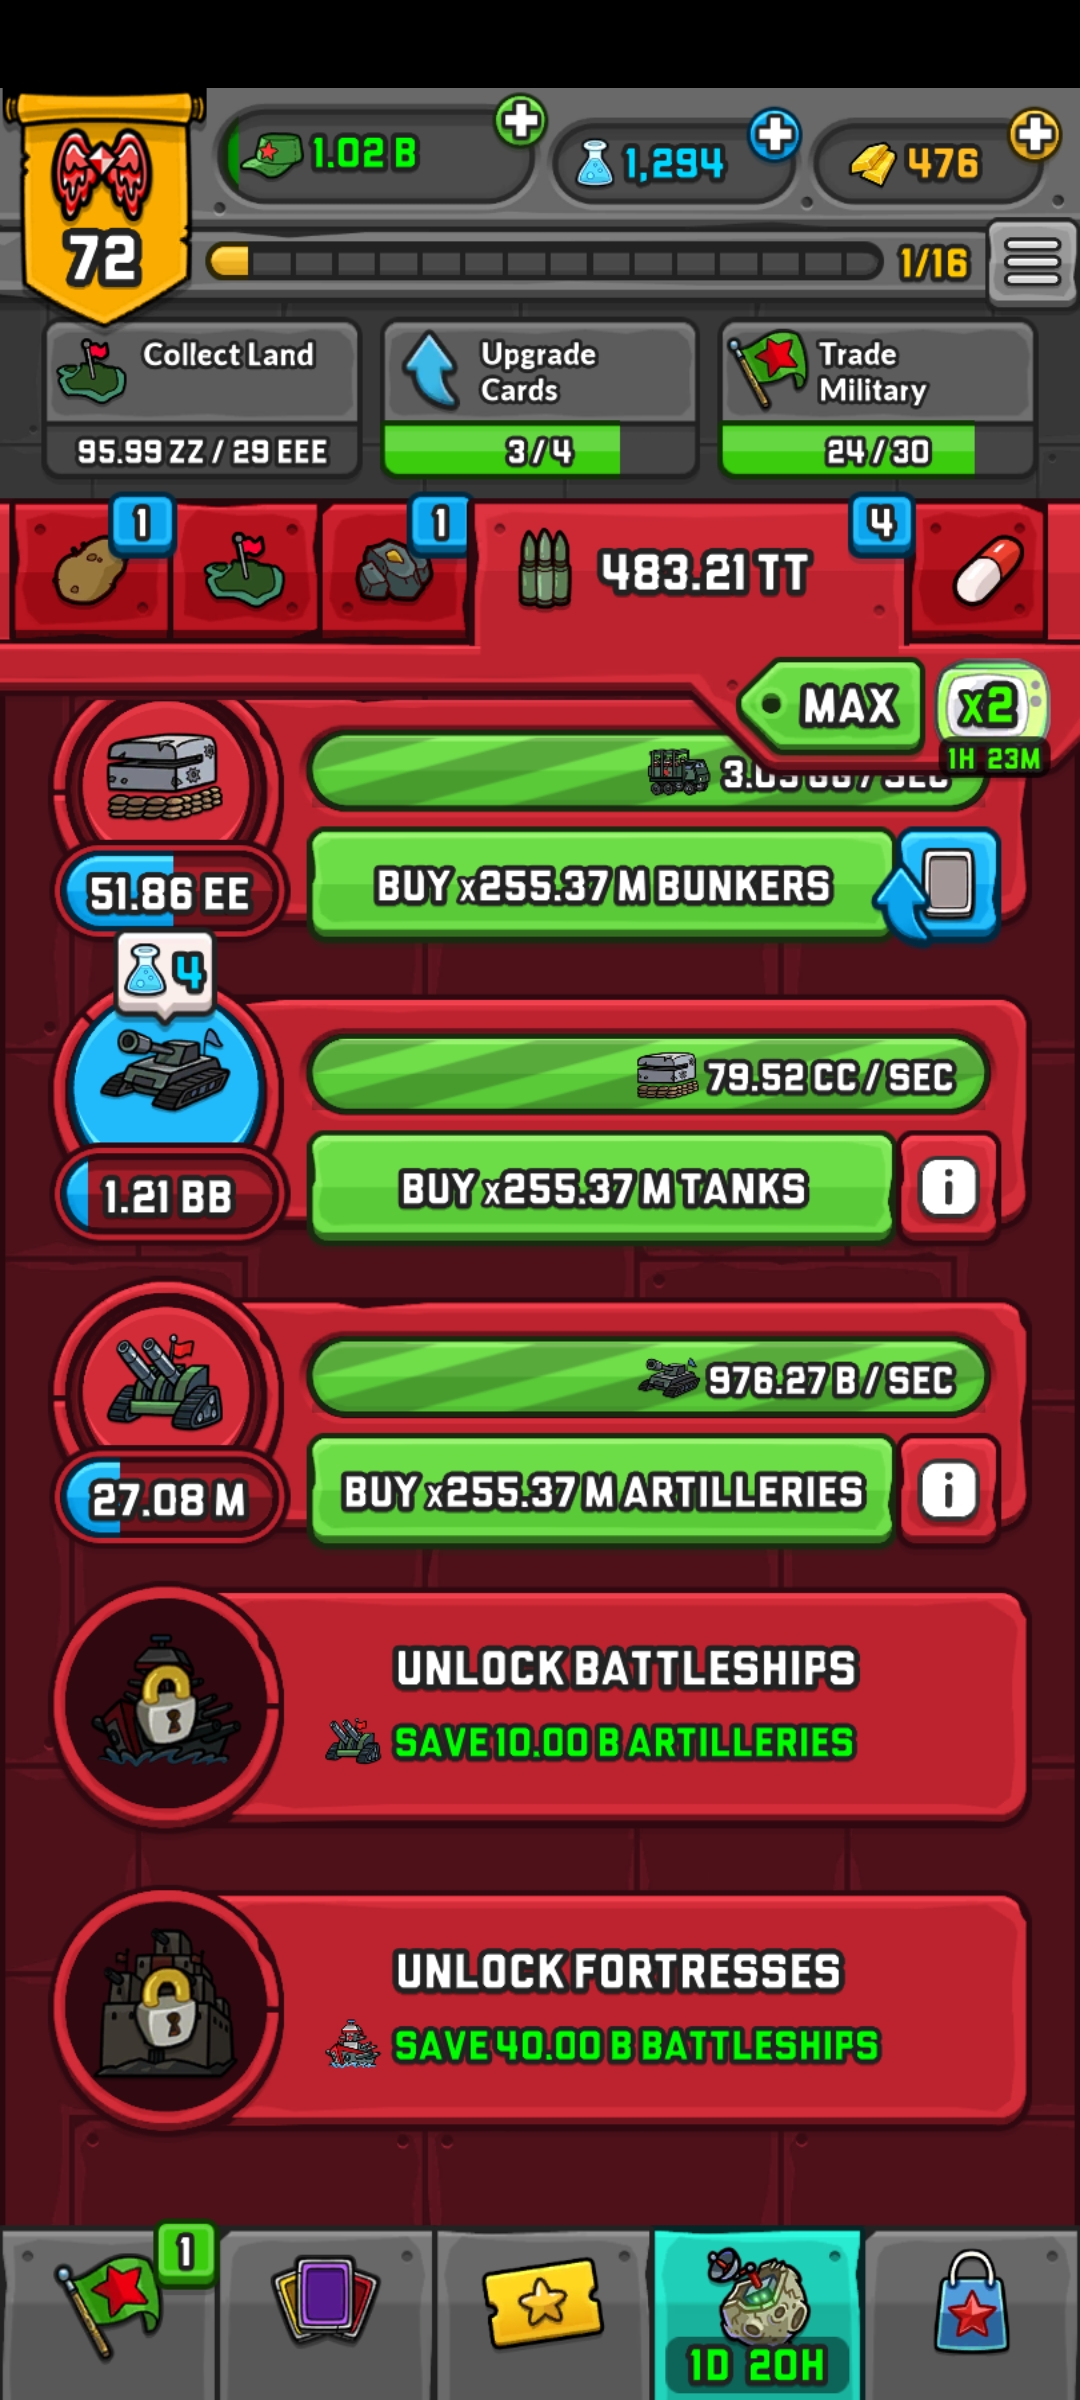 1.02 B
1,294
476
72
1/16
Collect Land
95.99 ZZ / 29 EEE
Upgrade
Cards
3/4
Trade
Military
24/30
1
1
483.21 TT
4
MAX
x2
1H 23M
51.86 EE
BUY x255.37 M BUNKERS
4
79.52 CC / SEC
1.21 BB
BUY x255.37 M TANKS
i
976.27 B / SEC
27.08 M
BUY x255.37 M ARTILLERIES
i
UNLOCK BATTLESHIPS
SAVE 10.00 B ARTILLERIES
UNLOCK FORTRESSES
SAVE 40.00 B BATTLESHIPS
1
1D 20H